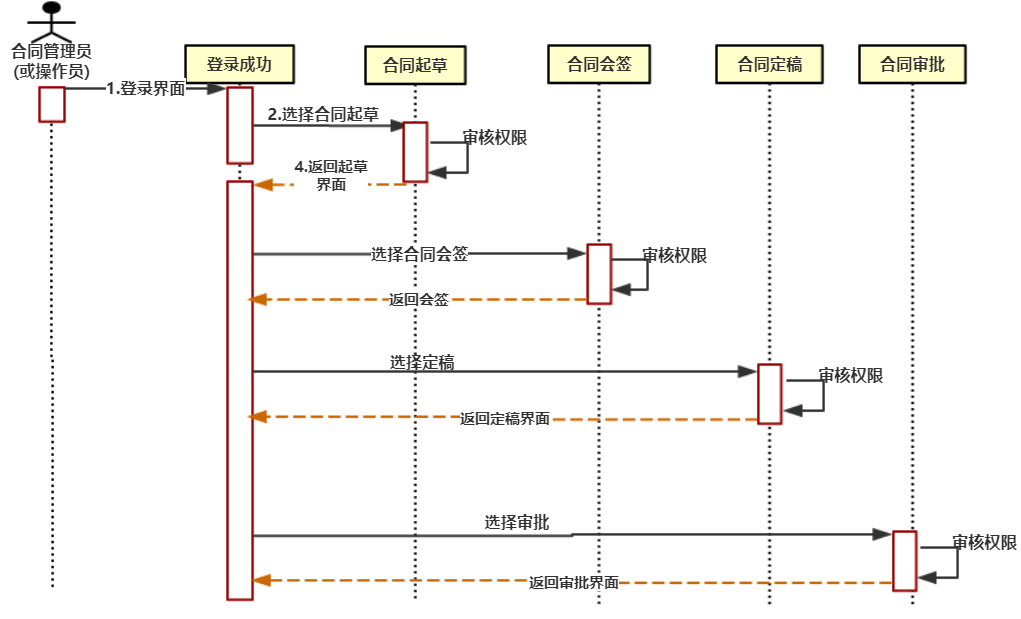 合同管理员
(或操作员)
登录成功
合同起草
合同会签
合同定稿
合同审批
1.登录界面
2.选择合同起草
审核权限
4.返回起草
界面
选择合同会签
审核权限
返回会签
选择定稿
审核权限
返回定稿界面
选择审批
审核权限
返回审批界面